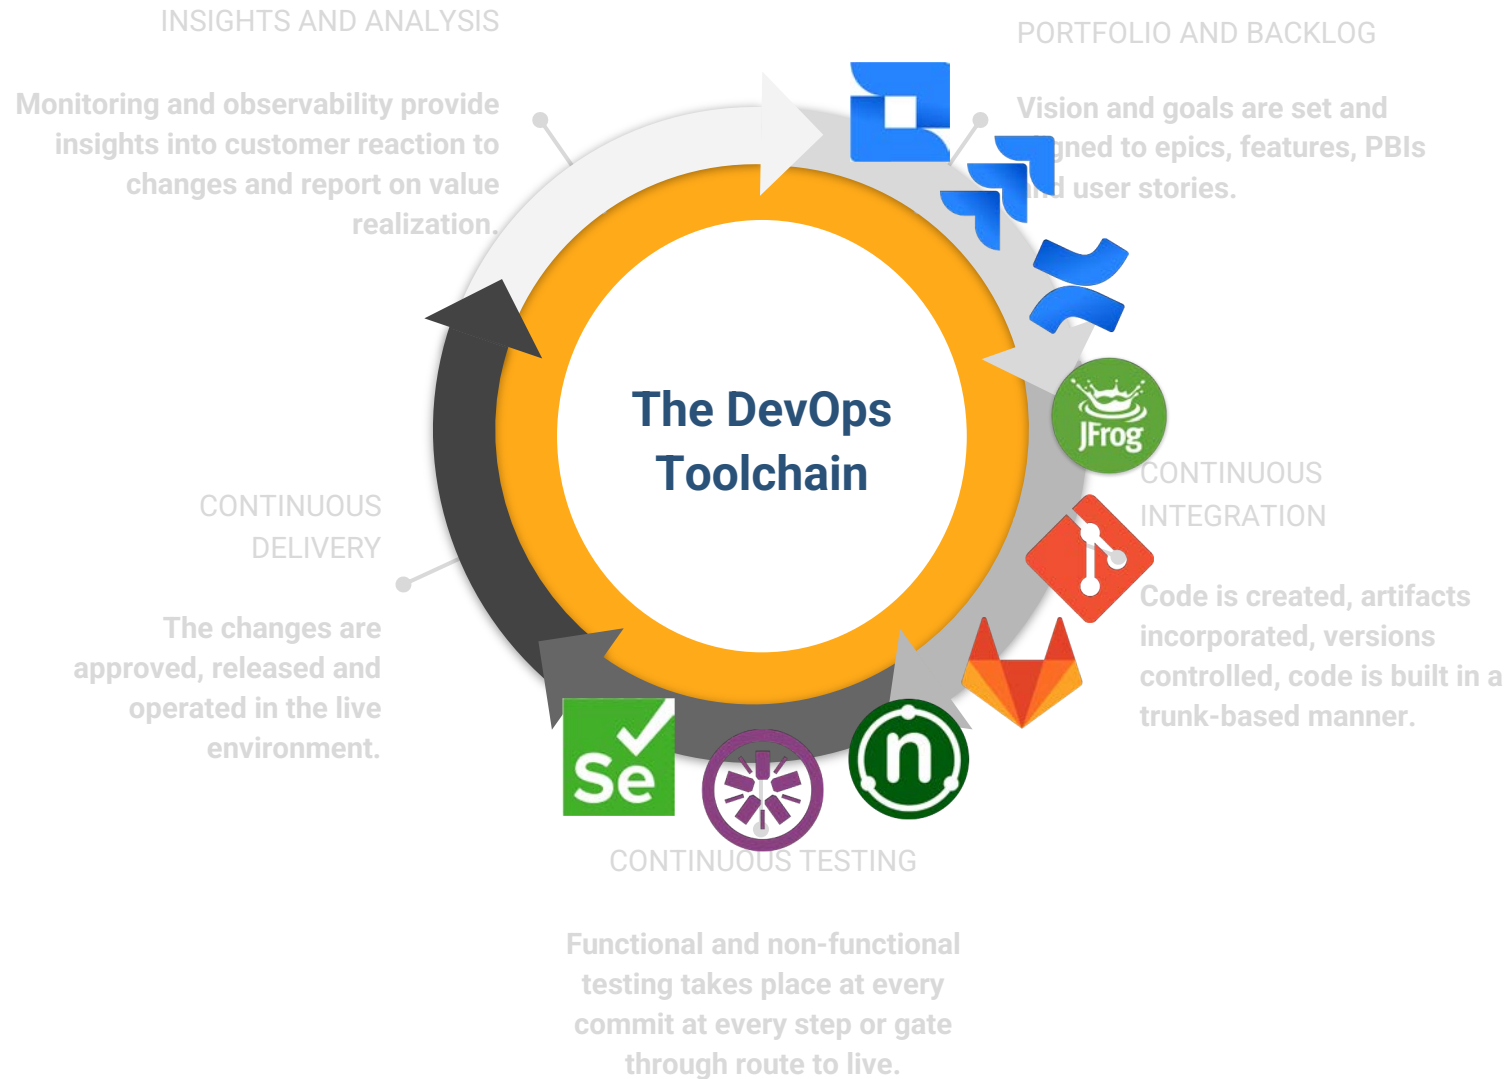 INSIGHTS AND ANALYSIS
Monitoring and observability provide
insights into customer reaction to
changes and report on value
realization.
PORTFOLIO AND BACKLOG
Vision and goals are set and
to epics, features, PBIs
user stories.
The DevOps
Toolchain
JFrog
CONTINUOUS
INTEGRATION
Code is created, artifacts
incorporated, versions
controlled, code is built in a
trunk-based manner.
CONTINUOUS
DELIVERY
The changes are
approved, released and
operated in the live
environment.
Se
n
CONTINUOUS TESTING
Functional and non-functional
testing takes place at every
commit at every step or gate
through route to live.